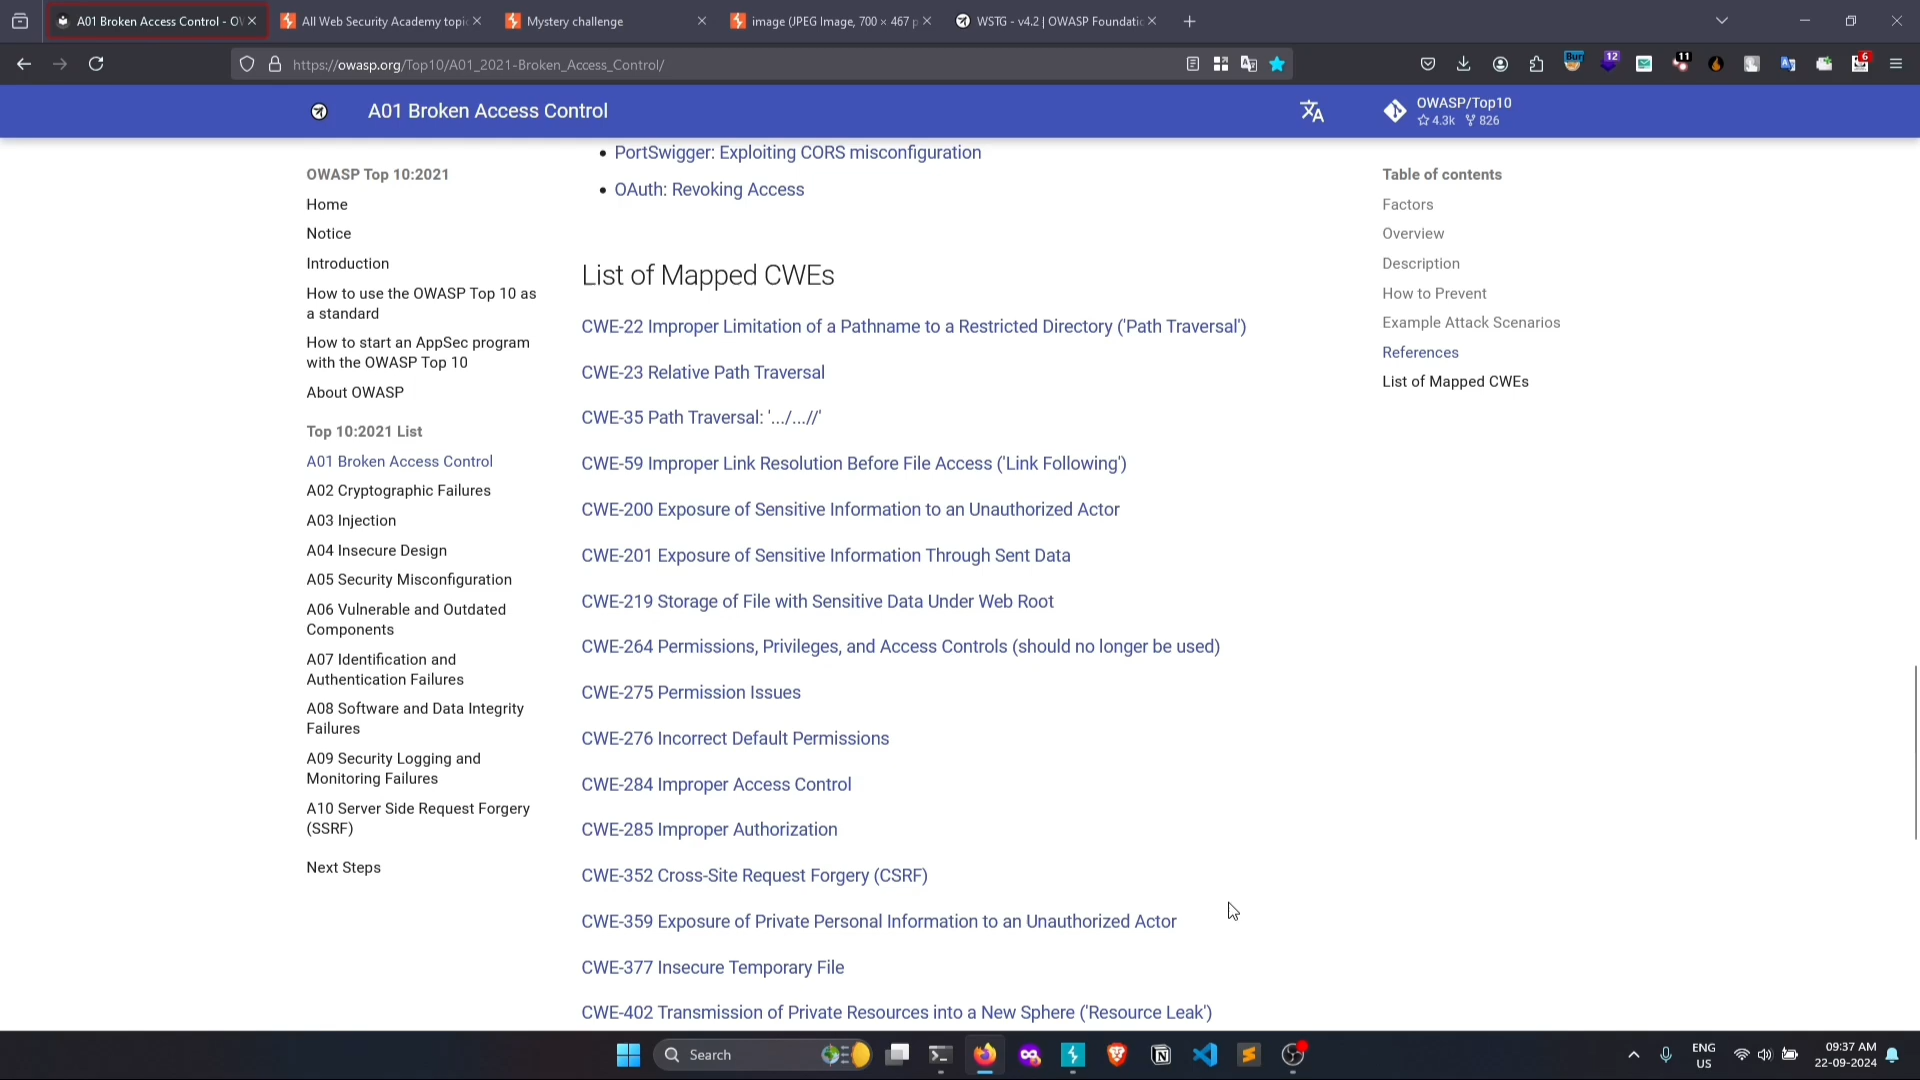 A01 Broken Access Control - O
All Web Security Academy topi
Mystery challenge
image (JPEG Image, 700 × 467 p
WSTG - v4.2 | OWASP Foundati
https://owasp.org/Top10/A01_2021-Broken_Access_Control/
Bur
12
11
6
A01 Broken Access Control
OWASP/Top10
4.3k 826
OWASP Top 10:2021
Home
Notice
Introduction
How to use the OWASP Top 10 as
a standard
How to start an AppSec program
with the OWASP Top 10
About OWASP
Top 10:2021 List
A01 Broken Access Control
A02 Cryptographic Failures
A03 Injection
A04 Insecure Design
A05 Security Misconfiguration
A06 Vulnerable and Outdated
Components
A07 Identification and
Authentication Failures
A08 Software and Data Integrity
Failures
A09 Security Logging and
Monitoring Failures
A10 Server Side Request Forgery
(SSRF)
Next Steps
PortSwigger: Exploiting CORS misconfiguration
OAuth: Revoking Access
List of Mapped CWEs
CWE-22 Improper Limitation of a Pathname to a Restricted Directory ('Path Traversal')
CWE-23 Relative Path Traversal
CWE-35 Path Traversal: '.../...//'
CWE-59 Improper Link Resolution Before File Access ('Link Following')
CWE-200 Exposure of Sensitive Information to an Unauthorized Actor
CWE-201 Exposure of Sensitive Information Through Sent Data
CWE-219 Storage of File with Sensitive Data Under Web Root
CWE-264 Permissions, Privileges, and Access Controls (should no longer be used)
CWE-275 Permission Issues
CWE-276 Incorrect Default Permissions
CWE-284 Improper Access Control
CWE-285 Improper Authorization
CWE-352 Cross-Site Request Forgery (CSRF)
CWE-359 Exposure of Private Personal Information to an Unauthorized Actor
CWE-377 Insecure Temporary File
CWE-402 Transmission of Private Resources into a New Sphere ('Resource Leak')
Table of contents
Factors
Overview
Description
How to Prevent
Example Attack Scenarios
References
List of Mapped CWEs
Search
ENG
US
09:37 AM
22-09-2024